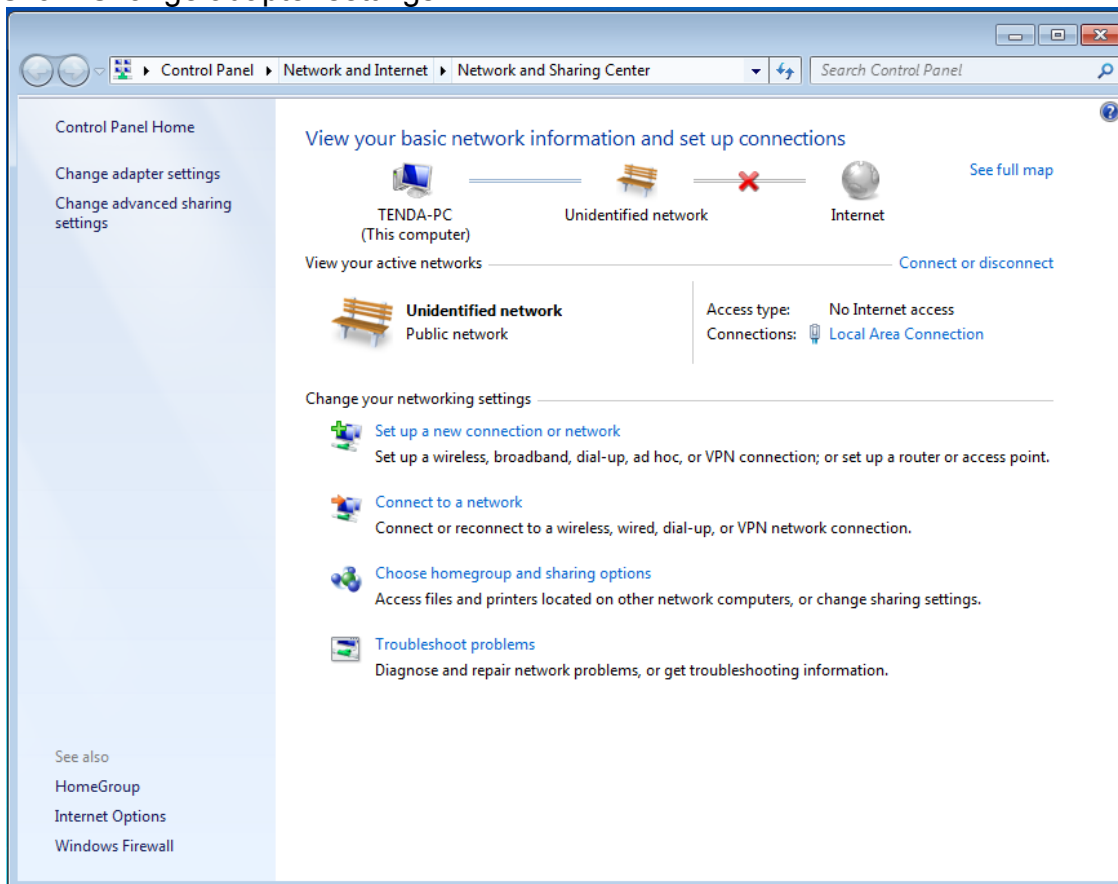 Control Panel Network and Internet Network and Sharing Center Search Control Panel
Control Panel Home
Change adapter settings
Change advanced sharing
settings
View your basic network information and set up connections
See full map
TENDA-PC Unidentified network Internet
(This computer)
View your active networks Connect or disconnect
Unidentified network
Public network
Access type: No Internet access
Connections: Local Area Connection
Change your networking settings
Set up a new connection or network
Set up a wireless, broadband, dial-up, ad hoc, or VPN connection; or set up a router or access point.
Connect to a network
Connect or reconnect to a wireless, wired, dial-up, or VPN network connection.
Choose homegroup and sharing options
Access files and printers located on other network computers, or change sharing settings.
Troubleshoot problems
Diagnose and repair network problems, or get troubleshooting information.
See also
HomeGroup
Internet Options
Windows Firewall